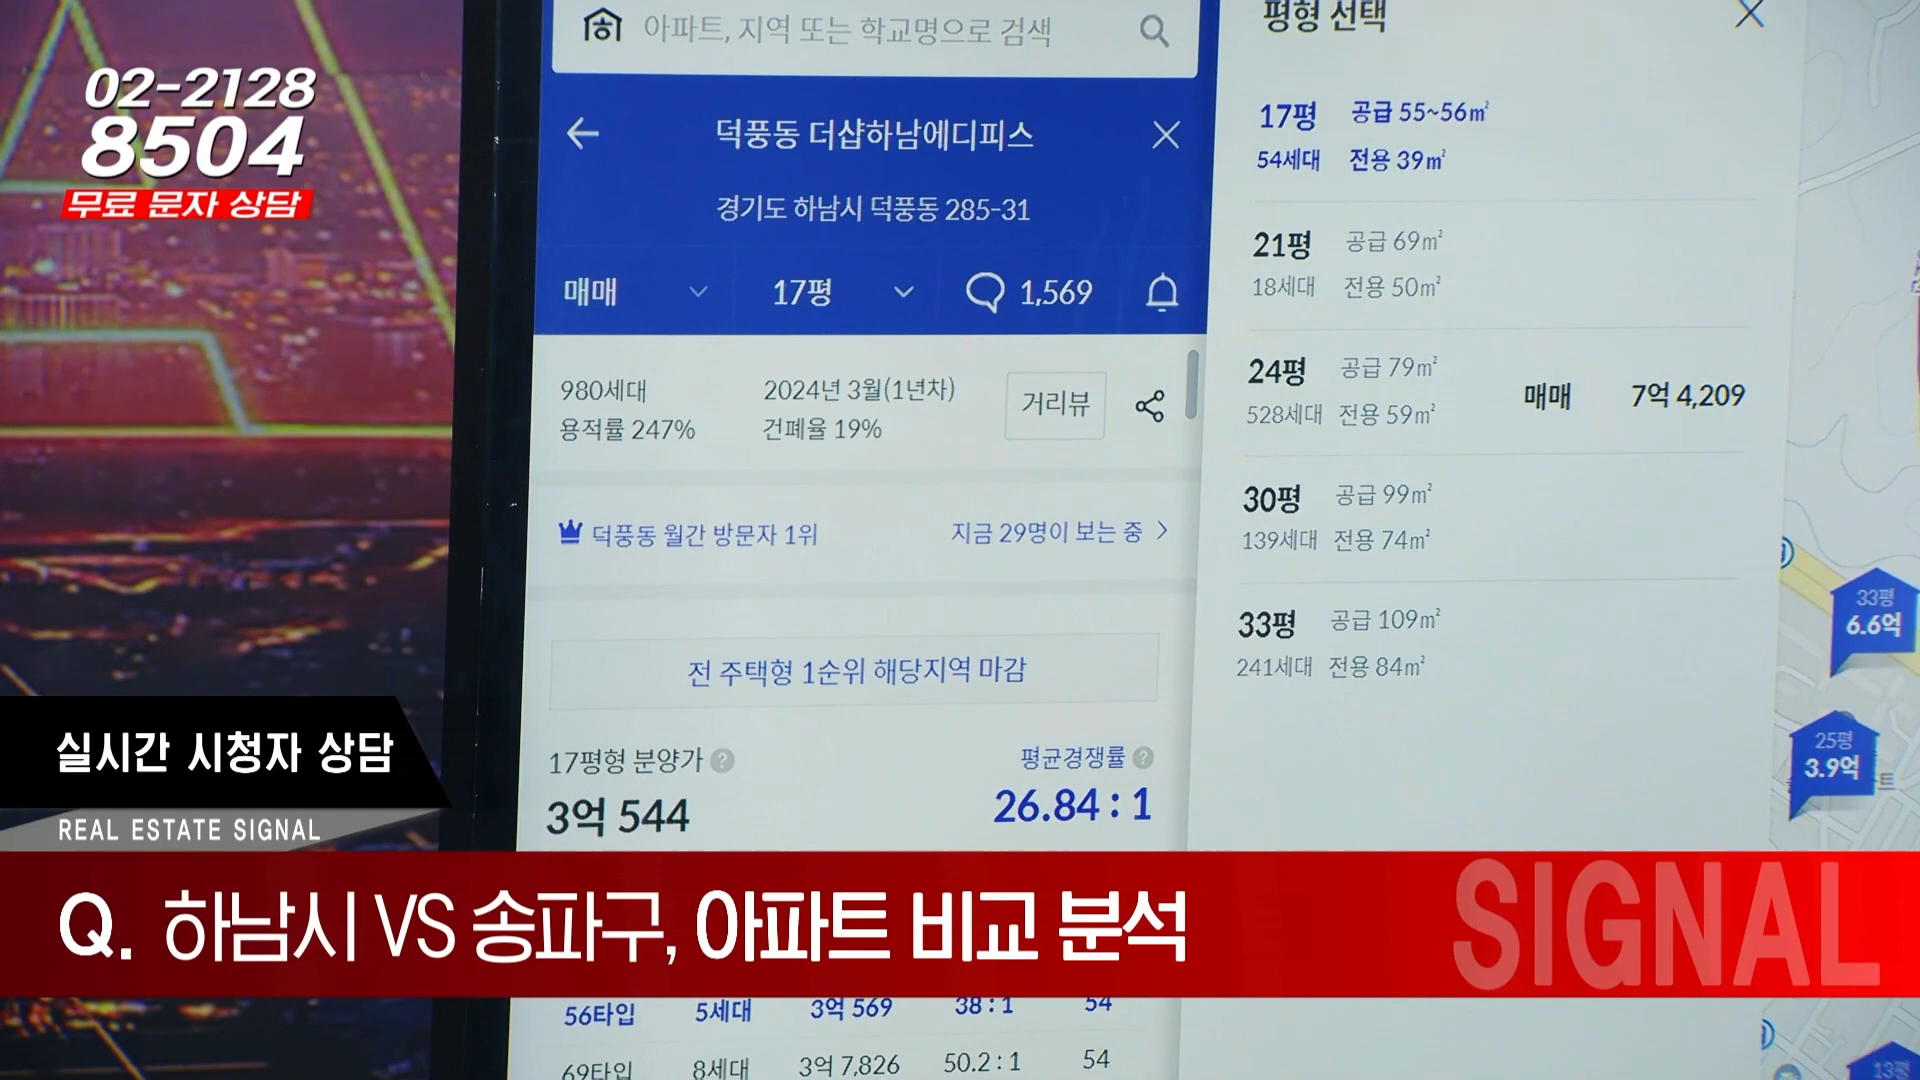 02-2128
8504
무료 문자 상담
아파트, 지역 또는 학교명으로 검색
덕풍동 더샵하남에디피스
경기도 하남시 덕풍동 285-31
매매 17평 1,569
980세대 2024년 3월(1년차) 거리뷰
용적률 247% 건폐율 19%
덕풍동 월간 방문자 1위 지금 29명이 보는 중
전 주택형 1순위 해당지역 마감
17평형 분양가 평균경쟁률
3억 544 26.84 : 1
56타입 5세대 3억 569 38 : 1 54
69타입 8세대 3억 7,826 50.2 : 1 54
평형 선택
17평 공급 55~56㎡
54세대 전용 39㎡
21평 공급 69㎡
18세대 전용 50㎡
24평 공급 79㎡
528세대 전용 59㎡
매매 7억 4,209
30평 공급 99㎡
139세대 전용 74㎡
33평 공급 109㎡
241세대 전용 84㎡
33평
6.6억
25평
3.9억
13평
실시간 시청자 상담
REAL ESTATE SIGNAL
Q. 하남시 VS 송파구, 아파트 비교 분석
SIGNAL